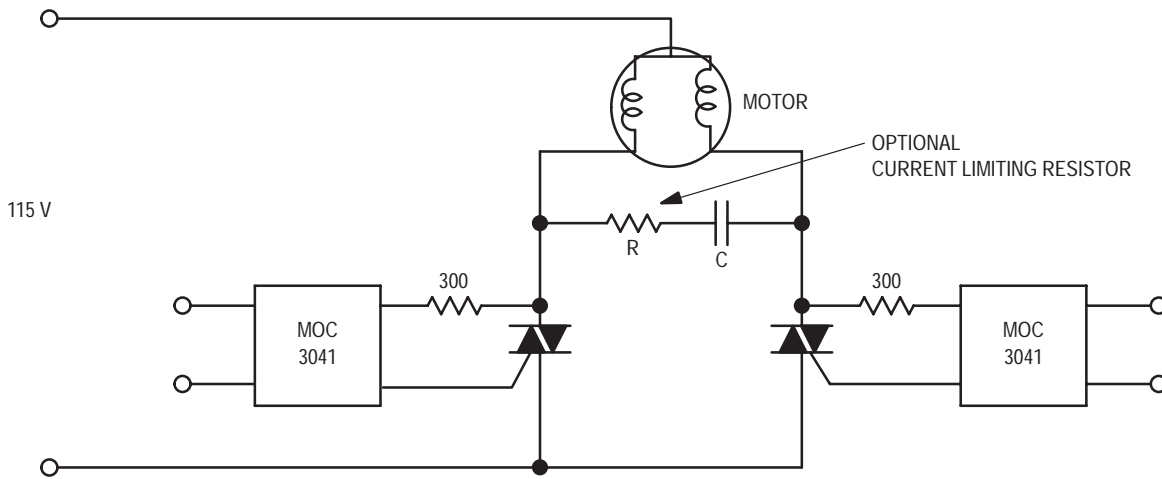 MOTOR
OPTIONAL
CURRENT LIMITING RESISTOR
115 V
R
C
300
300
MOC
3041
MOC
3041